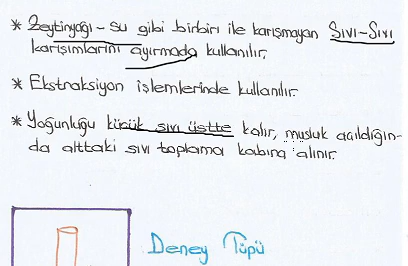 * Zeytinyağı - su gibi birbiri ile karışmayan Sıvı-Sıvı
karışımlarını ayırmada kullanılır.
* Ekstraksiyon işlemlerinde kullanılır.
* Yoğunluğu küçük sıvı üstte kalır, musluk açıldığın-
da alttaki sıvı toplama kabına alınır.
Deney Tüpü